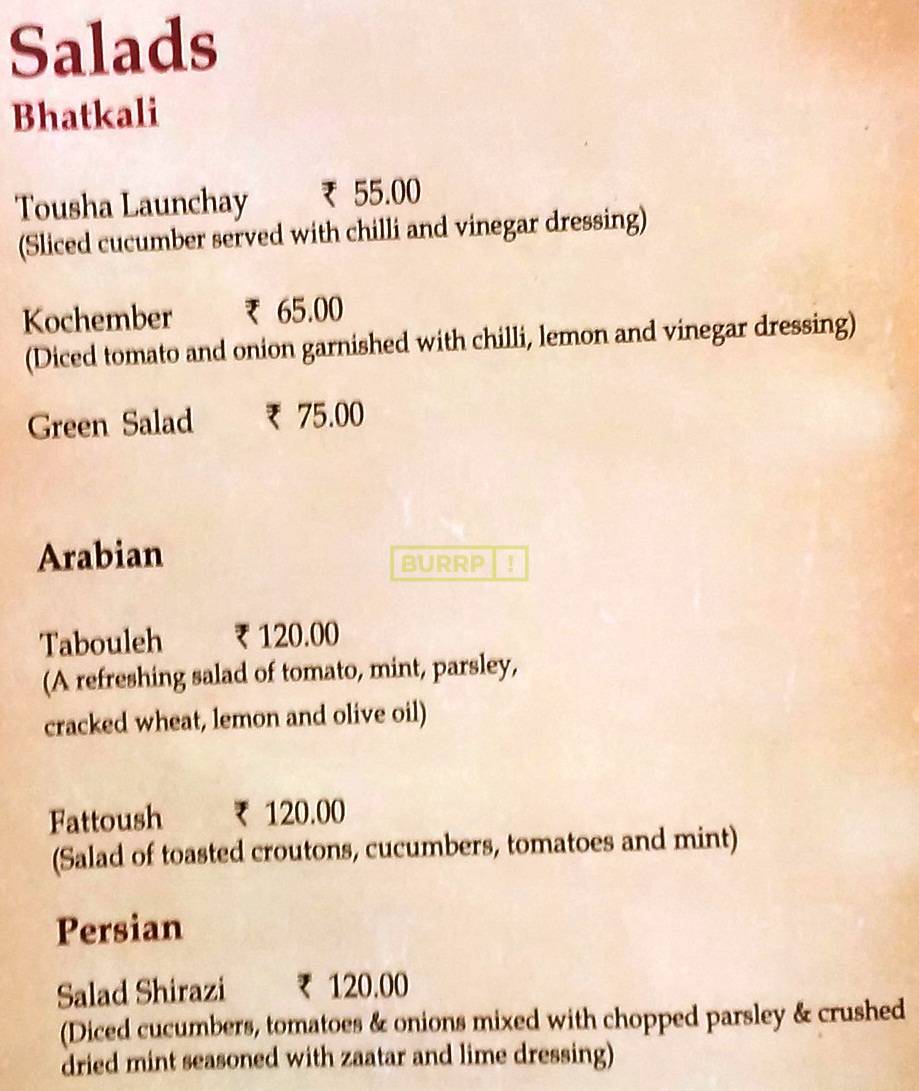 Salads
Bhatkali
Tousha Launchay ₹ 55.00
(Sliced cucumber served with chilli and vinegar dressing)
Kochember ₹ 65.00
(Diced tomato and onion garnished with chilli, lemon and vinegar dressing)
Green Salad ₹ 75.00
Arabian
BURRP !
Tabouleh ₹ 120.00
(A refreshing salad of tomato, mint, parsley,
cracked wheat, lemon and olive oil)
Fattoush ₹ 120.00
(Salad of toasted croutons, cucumbers, tomatoes and mint)
Persian
Salad Shirazi ₹ 120.00
(Diced cucumbers, tomatoes & onions mixed with chopped parsley & crushed
dried mint seasoned with zaatar and lime dressing)